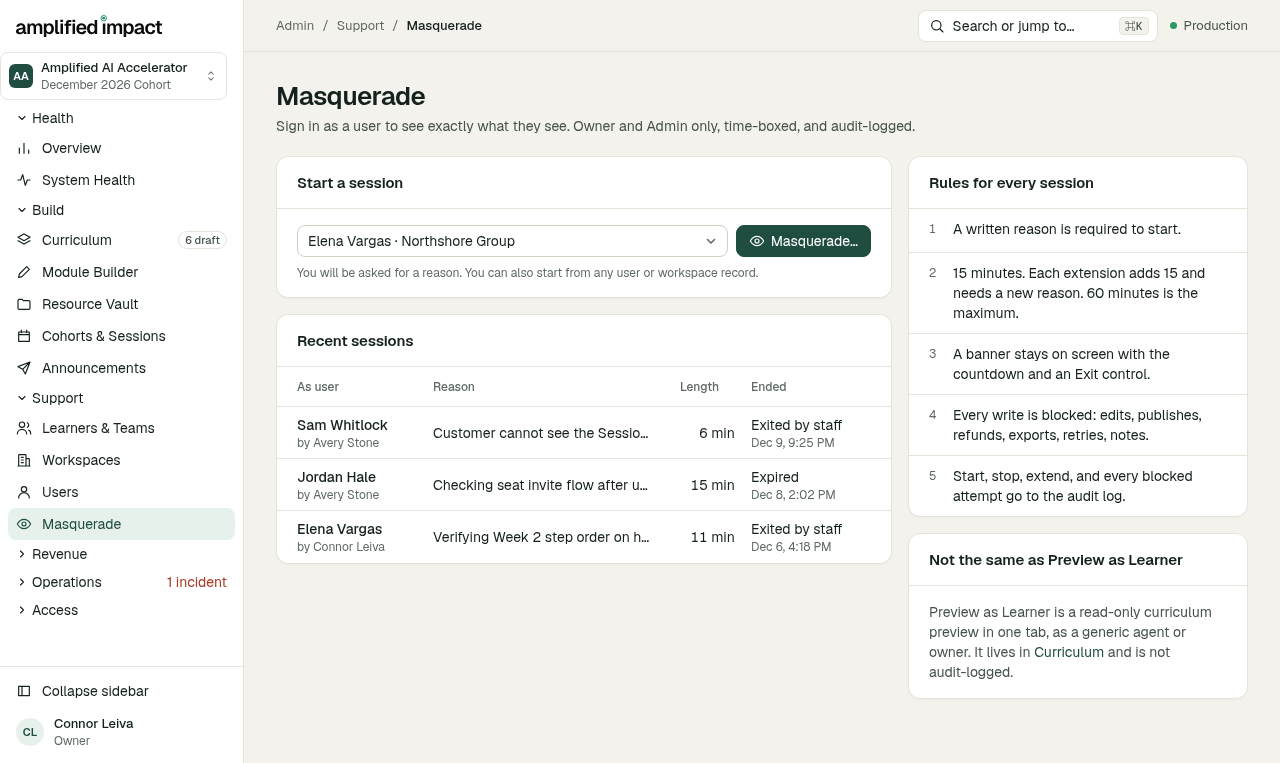 amplified impact
AA
Amplified AI Accelerator
December 2026 Cohort
Health
Overview
System Health
Build
Curriculum
6 draft
Module Builder
Resource Vault
Cohorts & Sessions
Announcements
Support
Learners & Teams
Workspaces
Users
Masquerade
Revenue
Operations
1 incident
Access
Collapse sidebar
CL
Connor Leiva
Owner
Admin / Support / Masquerade
Search or jump to…
⌘K
Production
Masquerade
Sign in as a user to see exactly what they see. Owner and Admin only, time-boxed, and audit-logged.
Start a session
Elena Vargas · Northshore Group
Masquerade…
You will be asked for a reason. You can also start from any user or workspace record.
Recent sessions
As user Reason Length Ended
Sam Whitlock
by Avery Stone
Customer cannot see the Sessio…
6 min
Exited by staff
Dec 9, 9:25 PM
Jordan Hale
by Avery Stone
Checking seat invite flow after u…
15 min
Expired
Dec 8, 2:02 PM
Elena Vargas
by Connor Leiva
Verifying Week 2 step order on h…
11 min
Exited by staff
Dec 6, 4:18 PM
Rules for every session
1 A written reason is required to start.
2 15 minutes. Each extension adds 15 and
needs a new reason. 60 minutes is the
maximum.
3 A banner stays on screen with the
countdown and an Exit control.
4 Every write is blocked: edits, publishes,
refunds, exports, retries, notes.
5 Start, stop, extend, and every blocked
attempt go to the audit log.
Not the same as Preview as Learner
Preview as Learner is a read-only curriculum
preview in one tab, as a generic agent or
owner. It lives in Curriculum and is not
audit-logged.